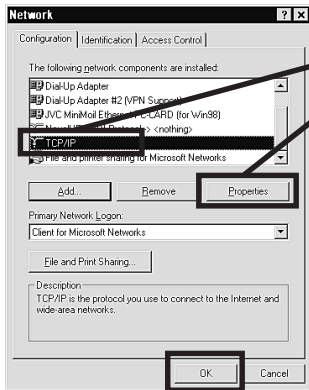 Network
Configuration Identification Access Control
The following network components are installed:
Dial-Up Adapter
Dial-Up Adapter #2 (VPN Support)
JVC MiniMoil Ethernet PC-CARD (for Win98)
-> <nothing>
TCP/IP
File and printer sharing for Microsoft Networks
Add... Remove Properties
Primary Network Logon:
Client for Microsoft Networks
File and Print Sharing...
Description
TCP/IP is the protocol you use to connect to the Internet and
wide-area networks.
OK Cancel